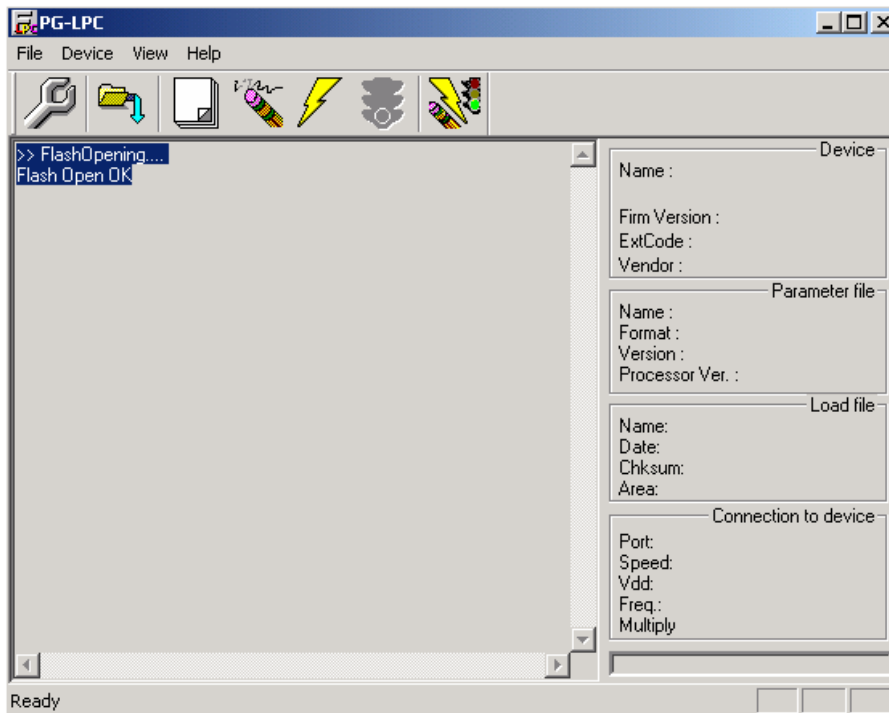 PG-LPC
File Device View Help
>> FlashOpening....
Flash Open OK
Device
Name :
Firm Version :
ExtCode :
Vendor :
Parameter file
Name :
Format :
Version :
Processor Ver. :
Load file
Name:
Date:
Chksum:
Area:
Connection to device
Port:
Speed:
Vdd:
Freq.:
Multiply
Ready